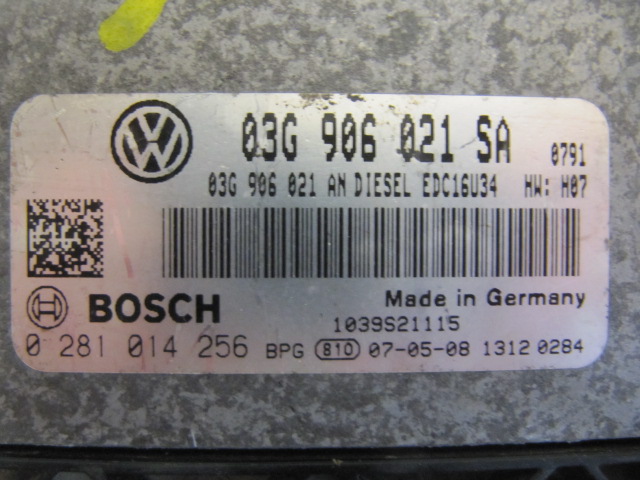 03G 906 021 SA 0791
03G 906 021 AN DIESEL EDC16U34 HW: H07
BOSCH Made in Germany
1039S21115
0 281 014 256 BPG 810 07-05-08 1312 0284